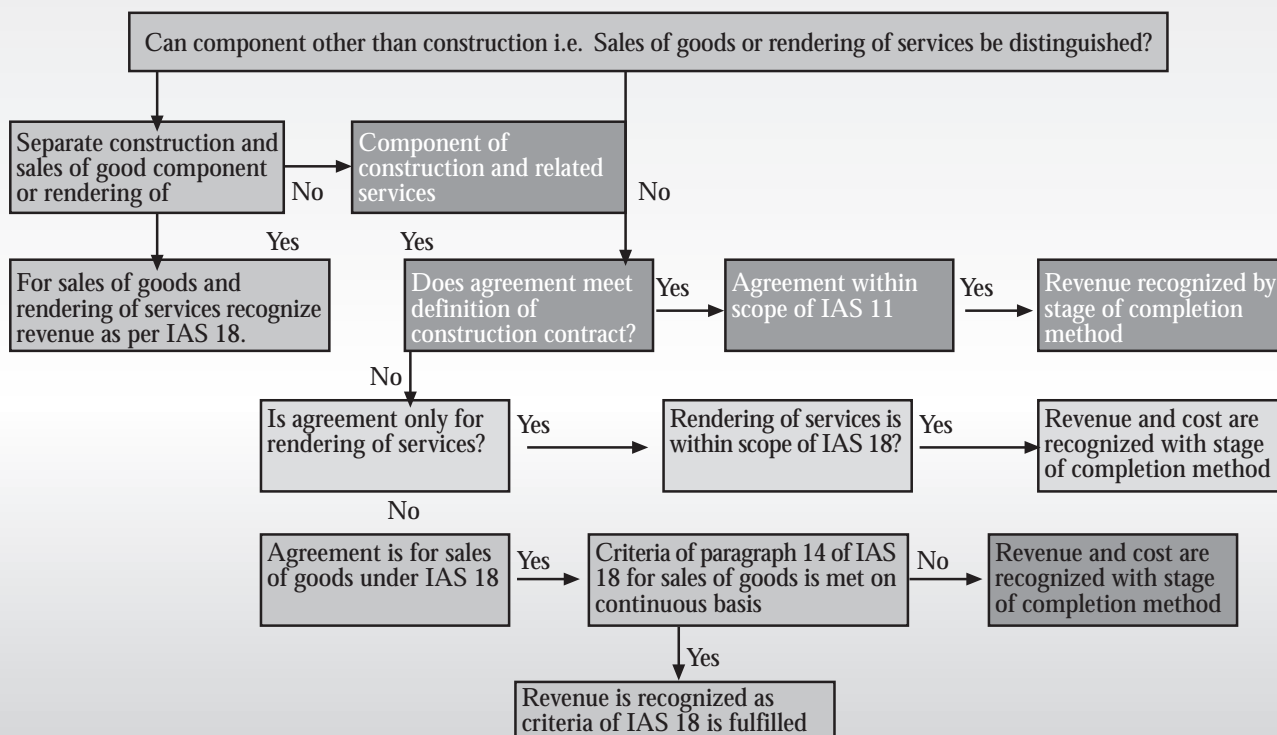 Can component other than construction i.e. Sales of goods or rendering of services be distinguished?
Separate construction and
sales of good component
or rendering of
No
Component of
construction and related
services
No
Yes
Yes
For sales of goods and
rendering of services recognize
revenue as per IAS 18.
Does agreement meet
definition of
construction contract?
Yes
Agreement within
scope of IAS 11
Yes
Revenue recognized by
stage of completion
method
No
Is agreement only for
rendering of services?
Yes
Rendering of services is
within scope of IAS 18?
Yes
Revenue and cost are
recognized with stage
of completion method
No
Agreement is for sales
of goods under IAS 18
Yes
Criteria of paragraph 14 of IAS
18 for sales of goods is met on
continuous basis
No
Revenue and cost are
recognized with stage
of completion method
Yes
Revenue is recognized as
criteria of IAS 18 is fulfilled